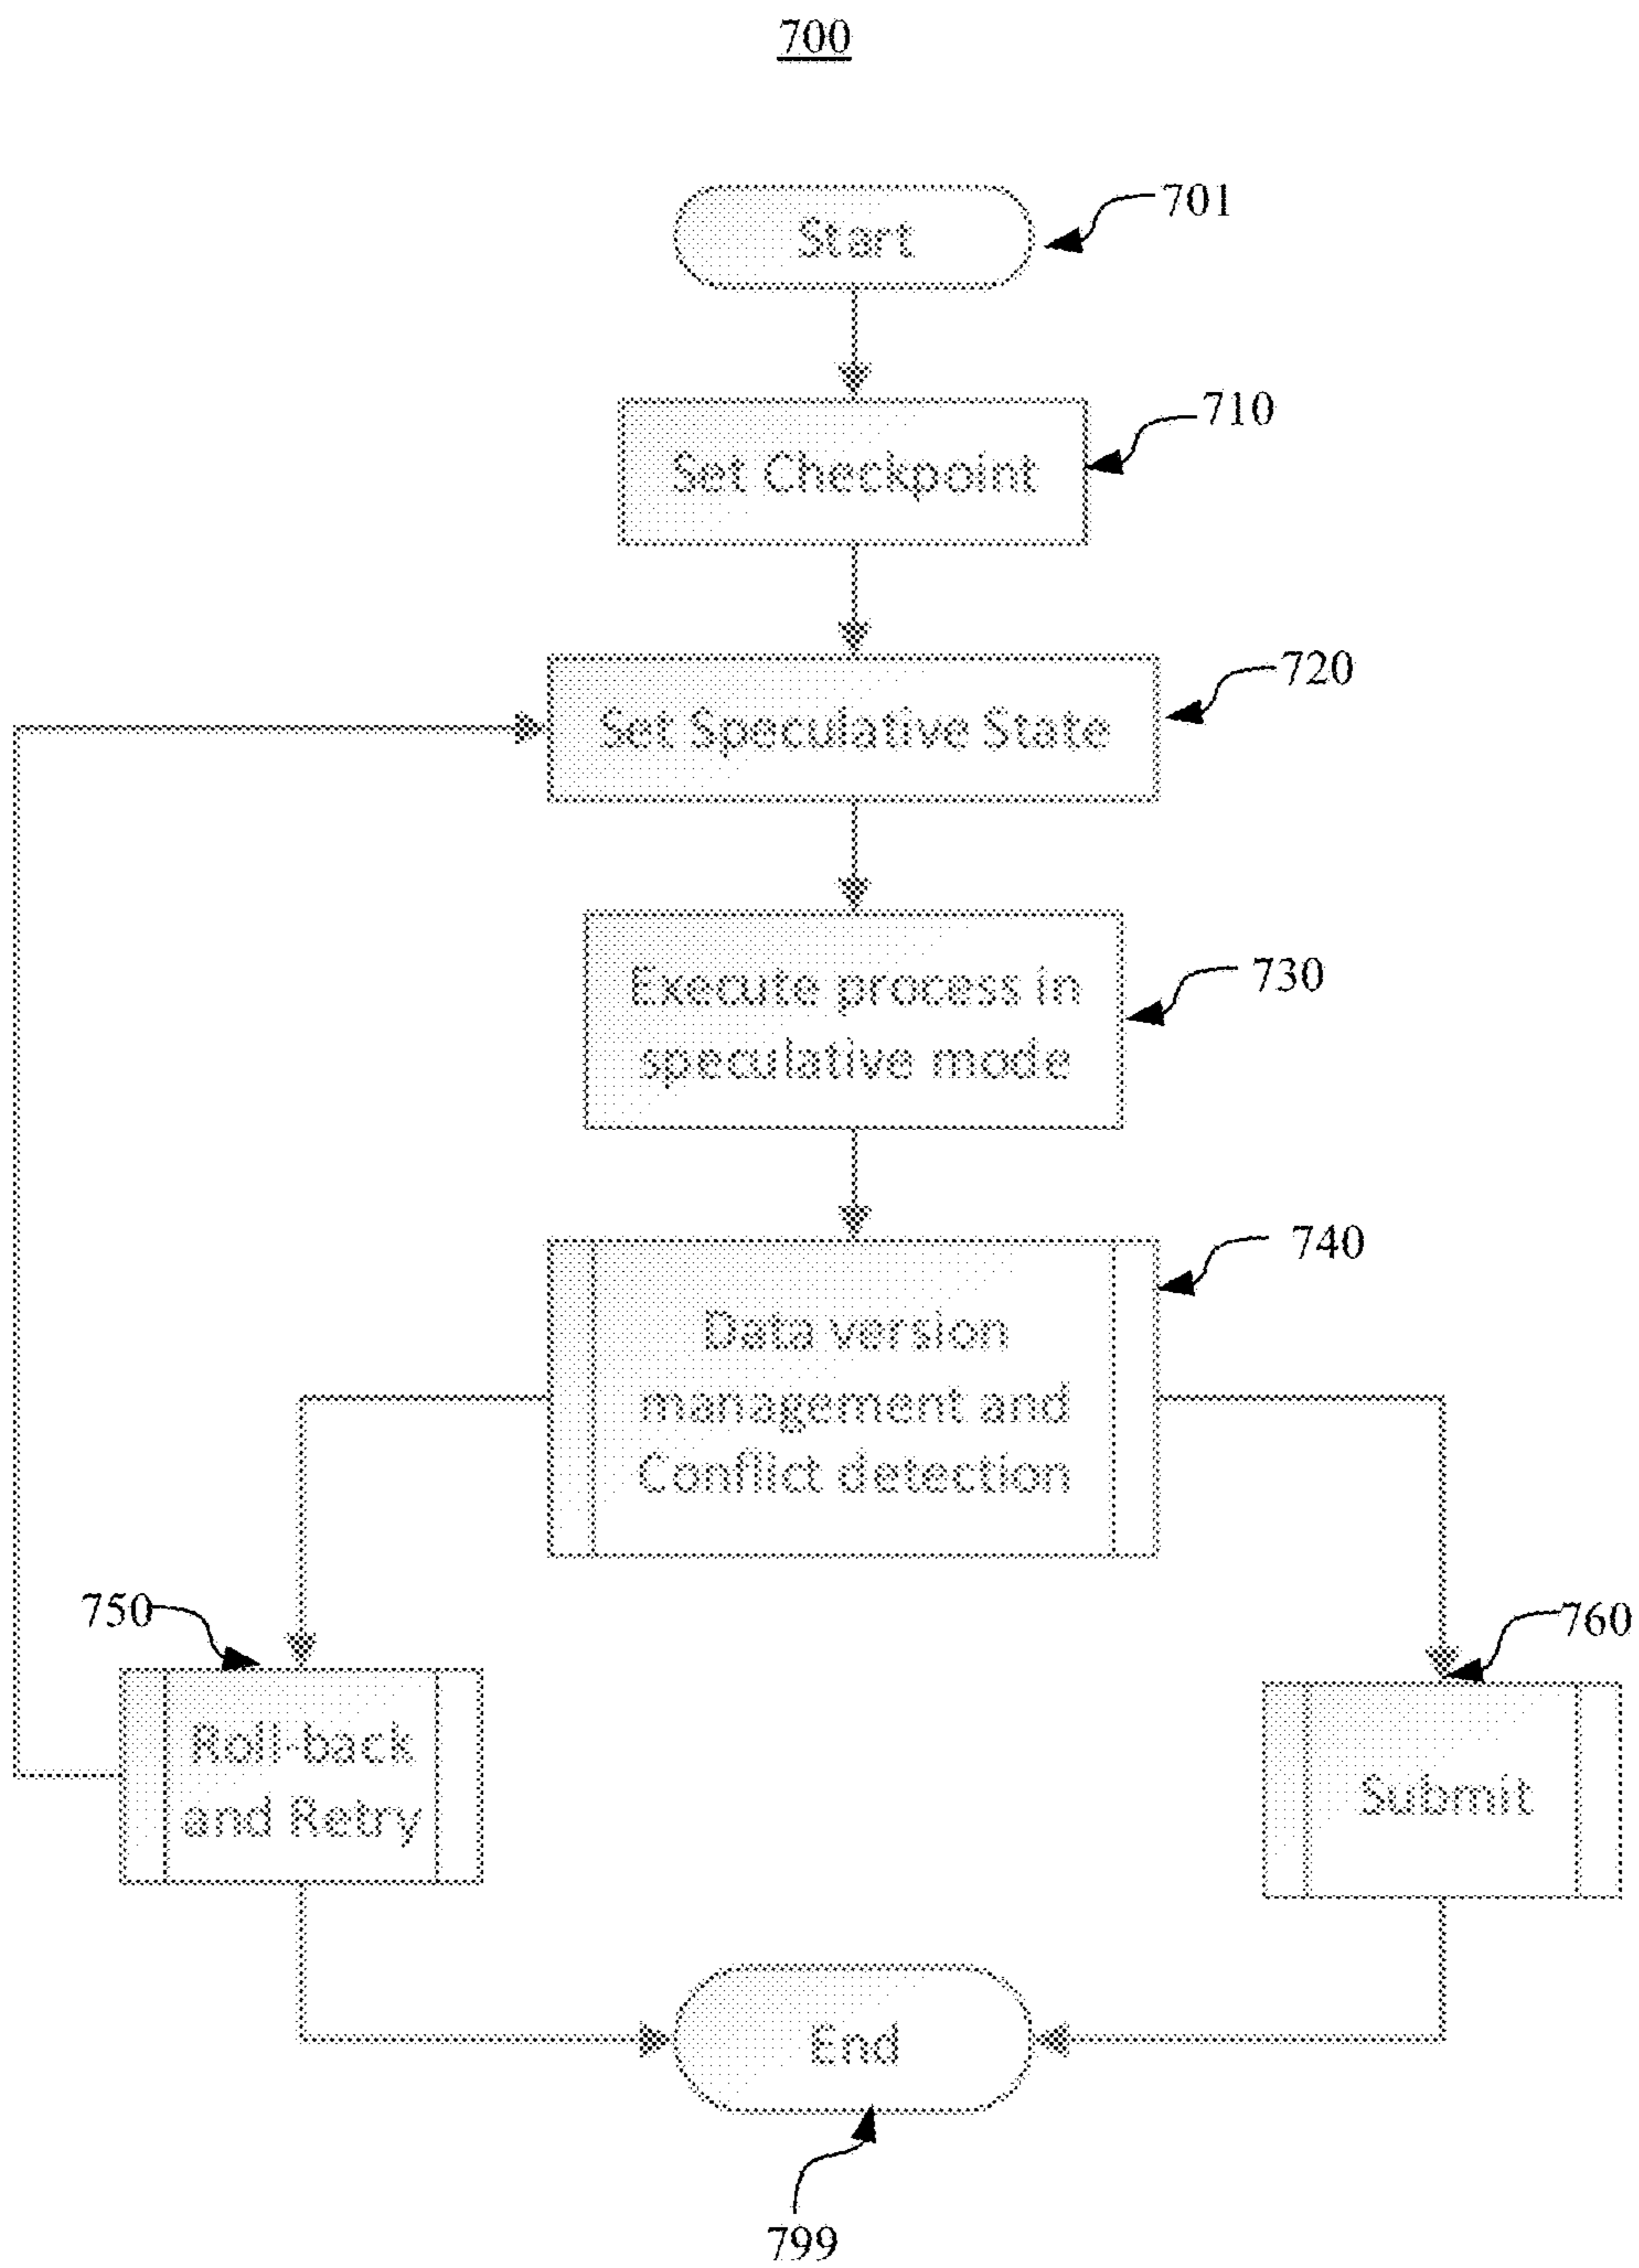 700
Start
701
Set Checkpoint
710
Set Speculative State
720
Execute process in
speculative mode
730
Data version
management and
Conflict detection
740
750
Roll-back
and Retry
760
Submit
End
799